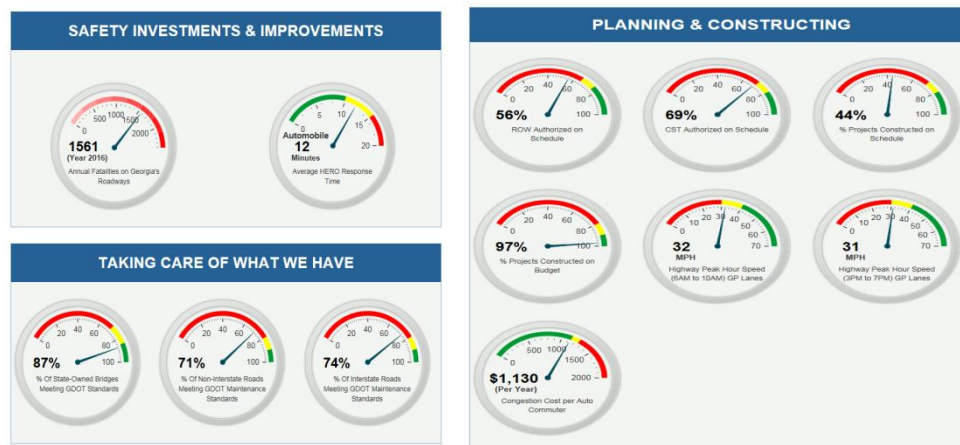 SAFETY INVESTMENTS & IMPROVEMENTS
0 500 1000 1500 2000
1561
(Year 2016)
Annual Fatalities on Georgia's
Roadways
0 5 10 15 20
Automobile
12
Minutes
Average HERO Response
Time
TAKING CARE OF WHAT WE HAVE
0 20 40 60 80 100
87%
% Of State-Owned Bridges
Meeting GDOT Standards
0 20 40 60 80 100
71%
% Of Non-Interstate Roads
Meeting GDOT Maintenance
Standards
0 20 40 60 80 100
74%
% Of Interstate Roads
Meeting GDOT Maintenance
Standards
PLANNING & CONSTRUCTING
0 20 40 60 80 100
56%
ROW Authorized on
Schedule
0 20 40 60 80 100
69%
CST Authorized on Schedule
0 20 40 60 80 100
44%
% Projects Constructed on
Schedule
0 20 40 60 80 100
97%
% Projects Constructed on
Budget
0 10 20 30 40 50 60 70
32
MPH
Highway Peak Hour Speed
(6AM to 10AM) GP Lanes
0 10 20 30 40 50 60 70
31
MPH
Highway Peak Hour Speed
(3PM to 7PM) GP Lanes
0 500 1000 1500 2000
$1,130
(Per Year)
Congestion Cost per Auto
Commuter